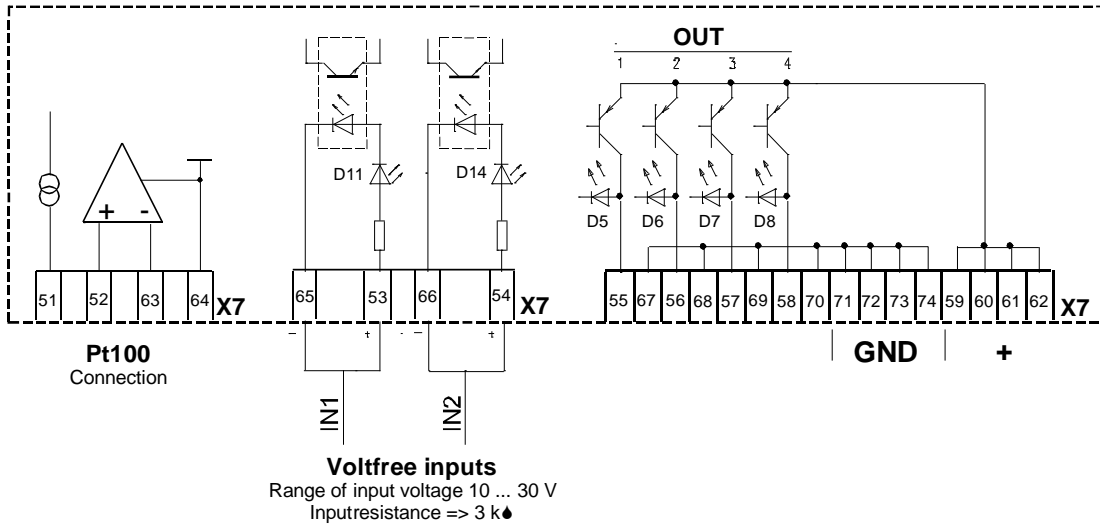 OUT
1 2 3 4
D11 D14
D5 D6 D7 D8
+ -
51 52 63 64 X7
65 53 66 54 X7
55 67 56 68 57 69 58 70 71 72 73 74 59 60 61 62 X7
- + - +
Pt100
Connection
GND +
IN1 IN2
Voltfree inputs
Range of input voltage 10 ... 30 V
Inputresistance => 3 k